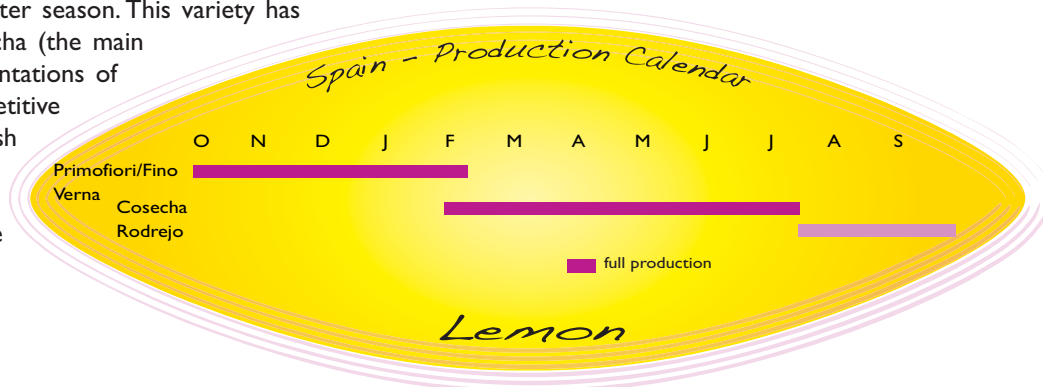 ter season. This variety has
cha (the main
ntations of
etitive
sh
e
Spain - Production Calendar
O N D J F M A M J J A S
Primofiori/Fino
Verna
Cosecha
Rodrejo
full production
Lemon